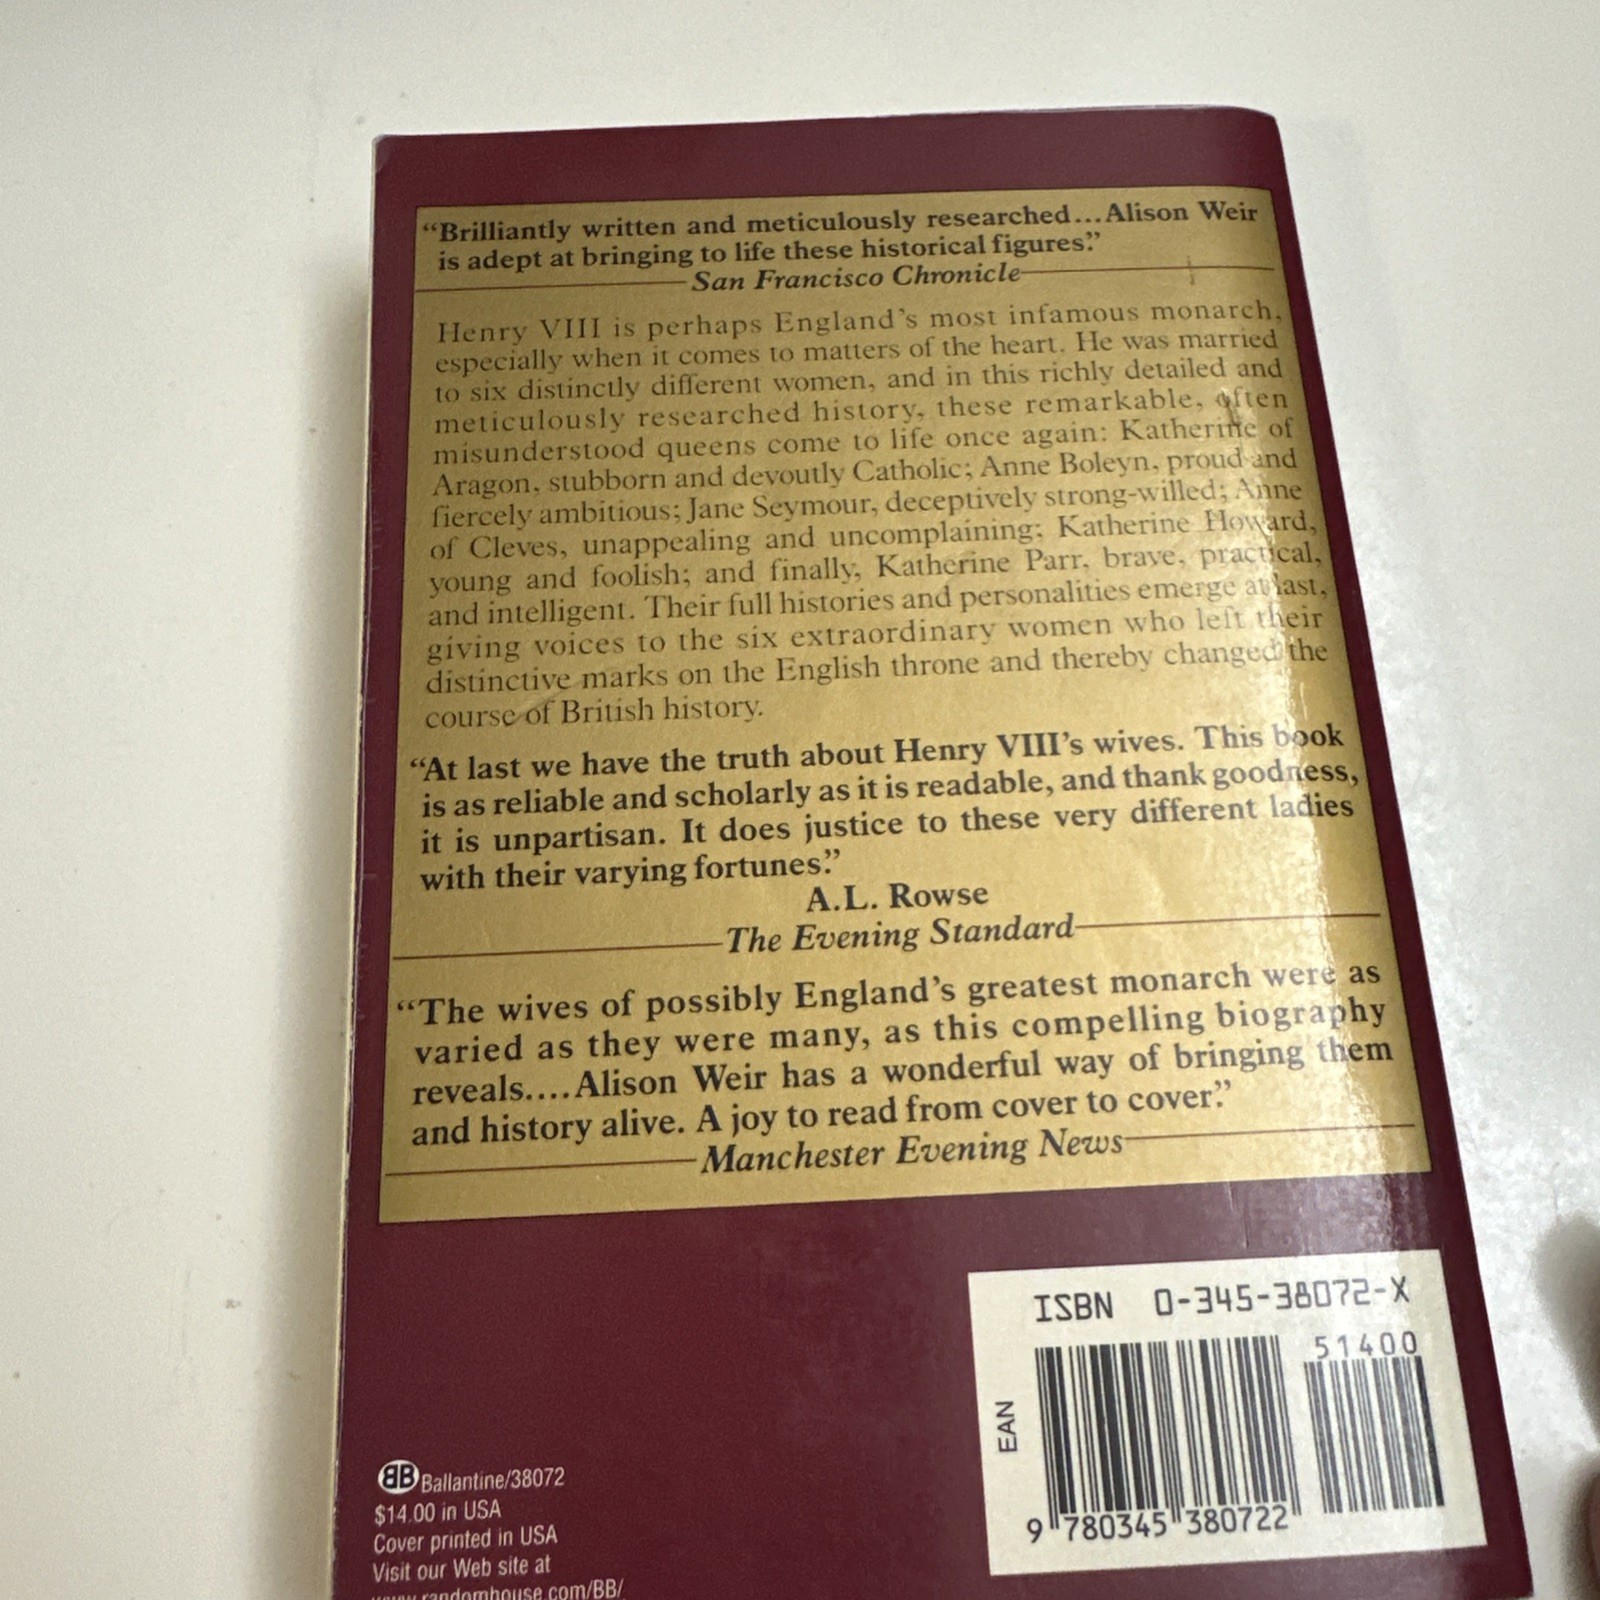 “Brilliantly written and meticulously researched...Alison Weir
is adept at bringing to life these historical figures.”
San Francisco Chronicle
Henry VIII is perhaps England's most infamous monarch,
especially when it comes to matters of the heart. He was married
to six distinctly different women, and in this richly detailed and
meticulously researched history, these remarkable, often
misunderstood queens come to life once again: Katherine of
Aragon, stubborn and devoutly Catholic; Anne Boleyn, proud and
fiercely ambitious; Jane Seymour, deceptively strong-willed; Anne
of Cleves, unappealing and uncomplaining; Katherine Howard,
young and foolish; and finally, Katherine Parr, brave, practical,
and intelligent. Their full histories and personalities emerge at last,
giving voices to the six extraordinary women who left their
distinctive marks on the English throne and thereby changed the
course of British history.
“At last we have the truth about Henry VIII's wives. This book
is as reliable and scholarly as it is readable, and thank goodness,
it is unpartisan. It does justice to these very different ladies
with their varying fortunes.”
A.L. Rowse
The Evening Standard
“The wives of possibly England's greatest monarch were as
varied as they were many, as this compelling biography
reveals....Alison Weir has a wonderful way of bringing them
and history alive. A joy to read from cover to cover.”
Manchester Evening News
ISBN 0-345-38072-X
51400
EAN
9 780345 380722
BB Ballantine/38072
$14.00 in USA
Cover printed in USA
Visit our Web site at
www.randomhouse.com/BB/